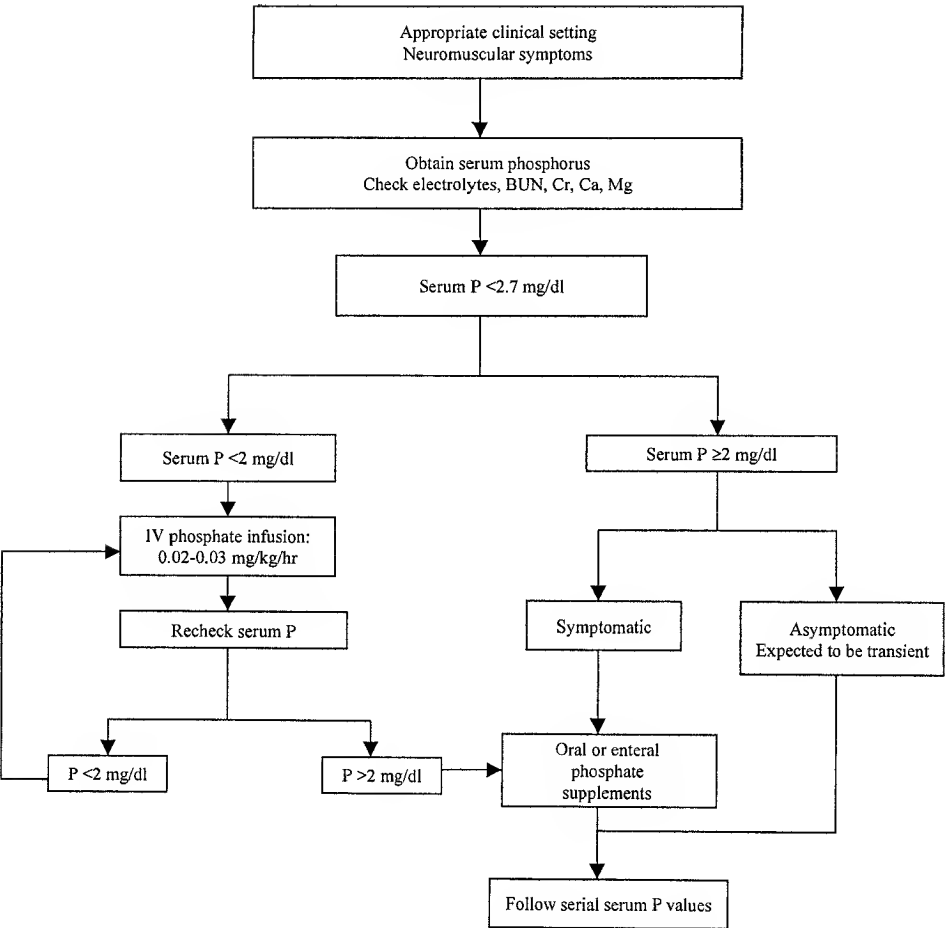 Appropriate clinical setting
Neuromuscular symptoms
Obtain serum phosphorus
Check electrolytes, BUN, Cr, Ca, Mg
Serum P <2.7 mg/dl
Serum P <2 mg/dl
Serum P ≥2 mg/dl
IV phosphate infusion:
0.02-0.03 mg/kg/hr
Recheck serum P
Symptomatic
Asymptomatic
Expected to be transient
P <2 mg/dl
P >2 mg/dl
Oral or enteral
phosphate
supplements
Follow serial serum P values